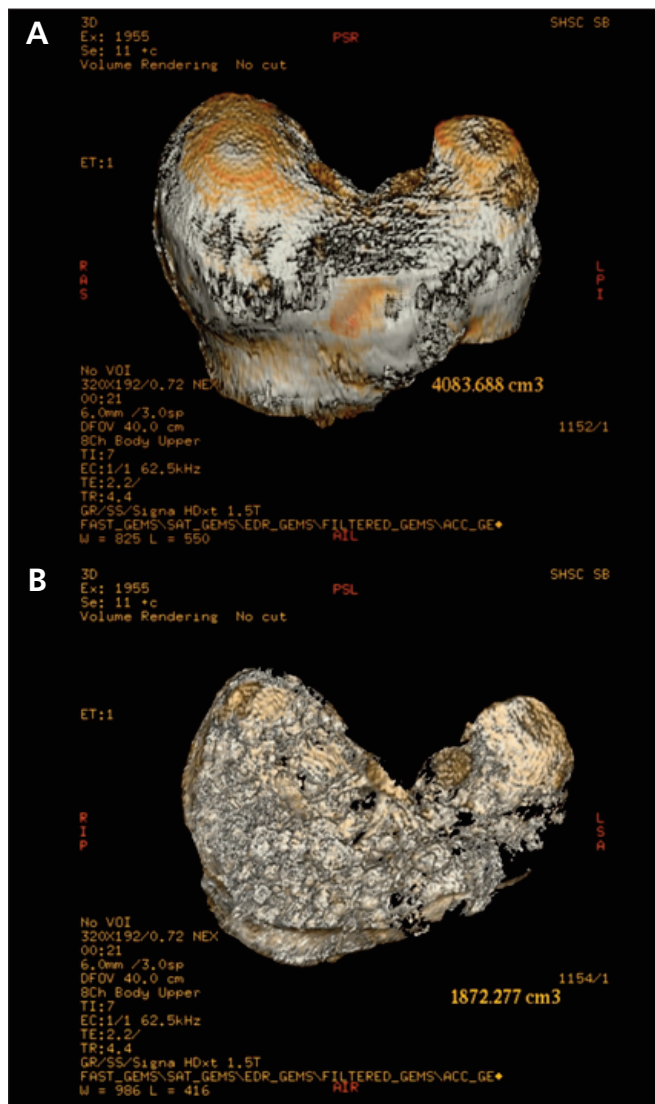 A
3D
SHSC SB
Ex: 1955
PSR
Se: 11 +c
Volume Rendering No cut
ET:1
R
A
S
L
P
I
No VOI
320X192/0.72 NEX
4083.688 cm3
00:21
6.0mm /3.0sp
DFOV 40.0 cm
1152/1
8Ch Body Upper
TI:7
EC:1/1 62.5kHz
TE:2.2/
TR:4.4
GR/SS/Signa HDxt 1.5T
FAST_GEMS\SAT_GEMS\EDR_GEMS\FILTERED_GEMS\ACC_GE◆
W = 825 L = 550
AIL
B
3D
SHSC SB
Ex: 1955
PSL
Se: 11 +c
Volume Rendering No cut
ET:1
R
I
P
L
S
A
No VOI
320X192/0.72 NEX
00:21
6.0mm /3.0sp
DFOV 40.0 cm
1154/1
8Ch Body Upper
1872.277 cm3
TI:7
EC:1/1 62.5kHz
TE:2.2/
TR:4.4
GR/SS/Signa HDxt 1.5T
FAST_GEMS\SAT_GEMS\EDR_GEMS\FILTERED_GEMS\ACC_GE◆
W = 986 L = 416
AIR